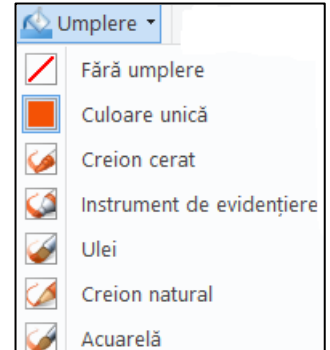 Umplere
Fără umplere
Culoare unică
Creion cerat
Instrument de evidențiere
Ulei
Creion natural
Acuarelă